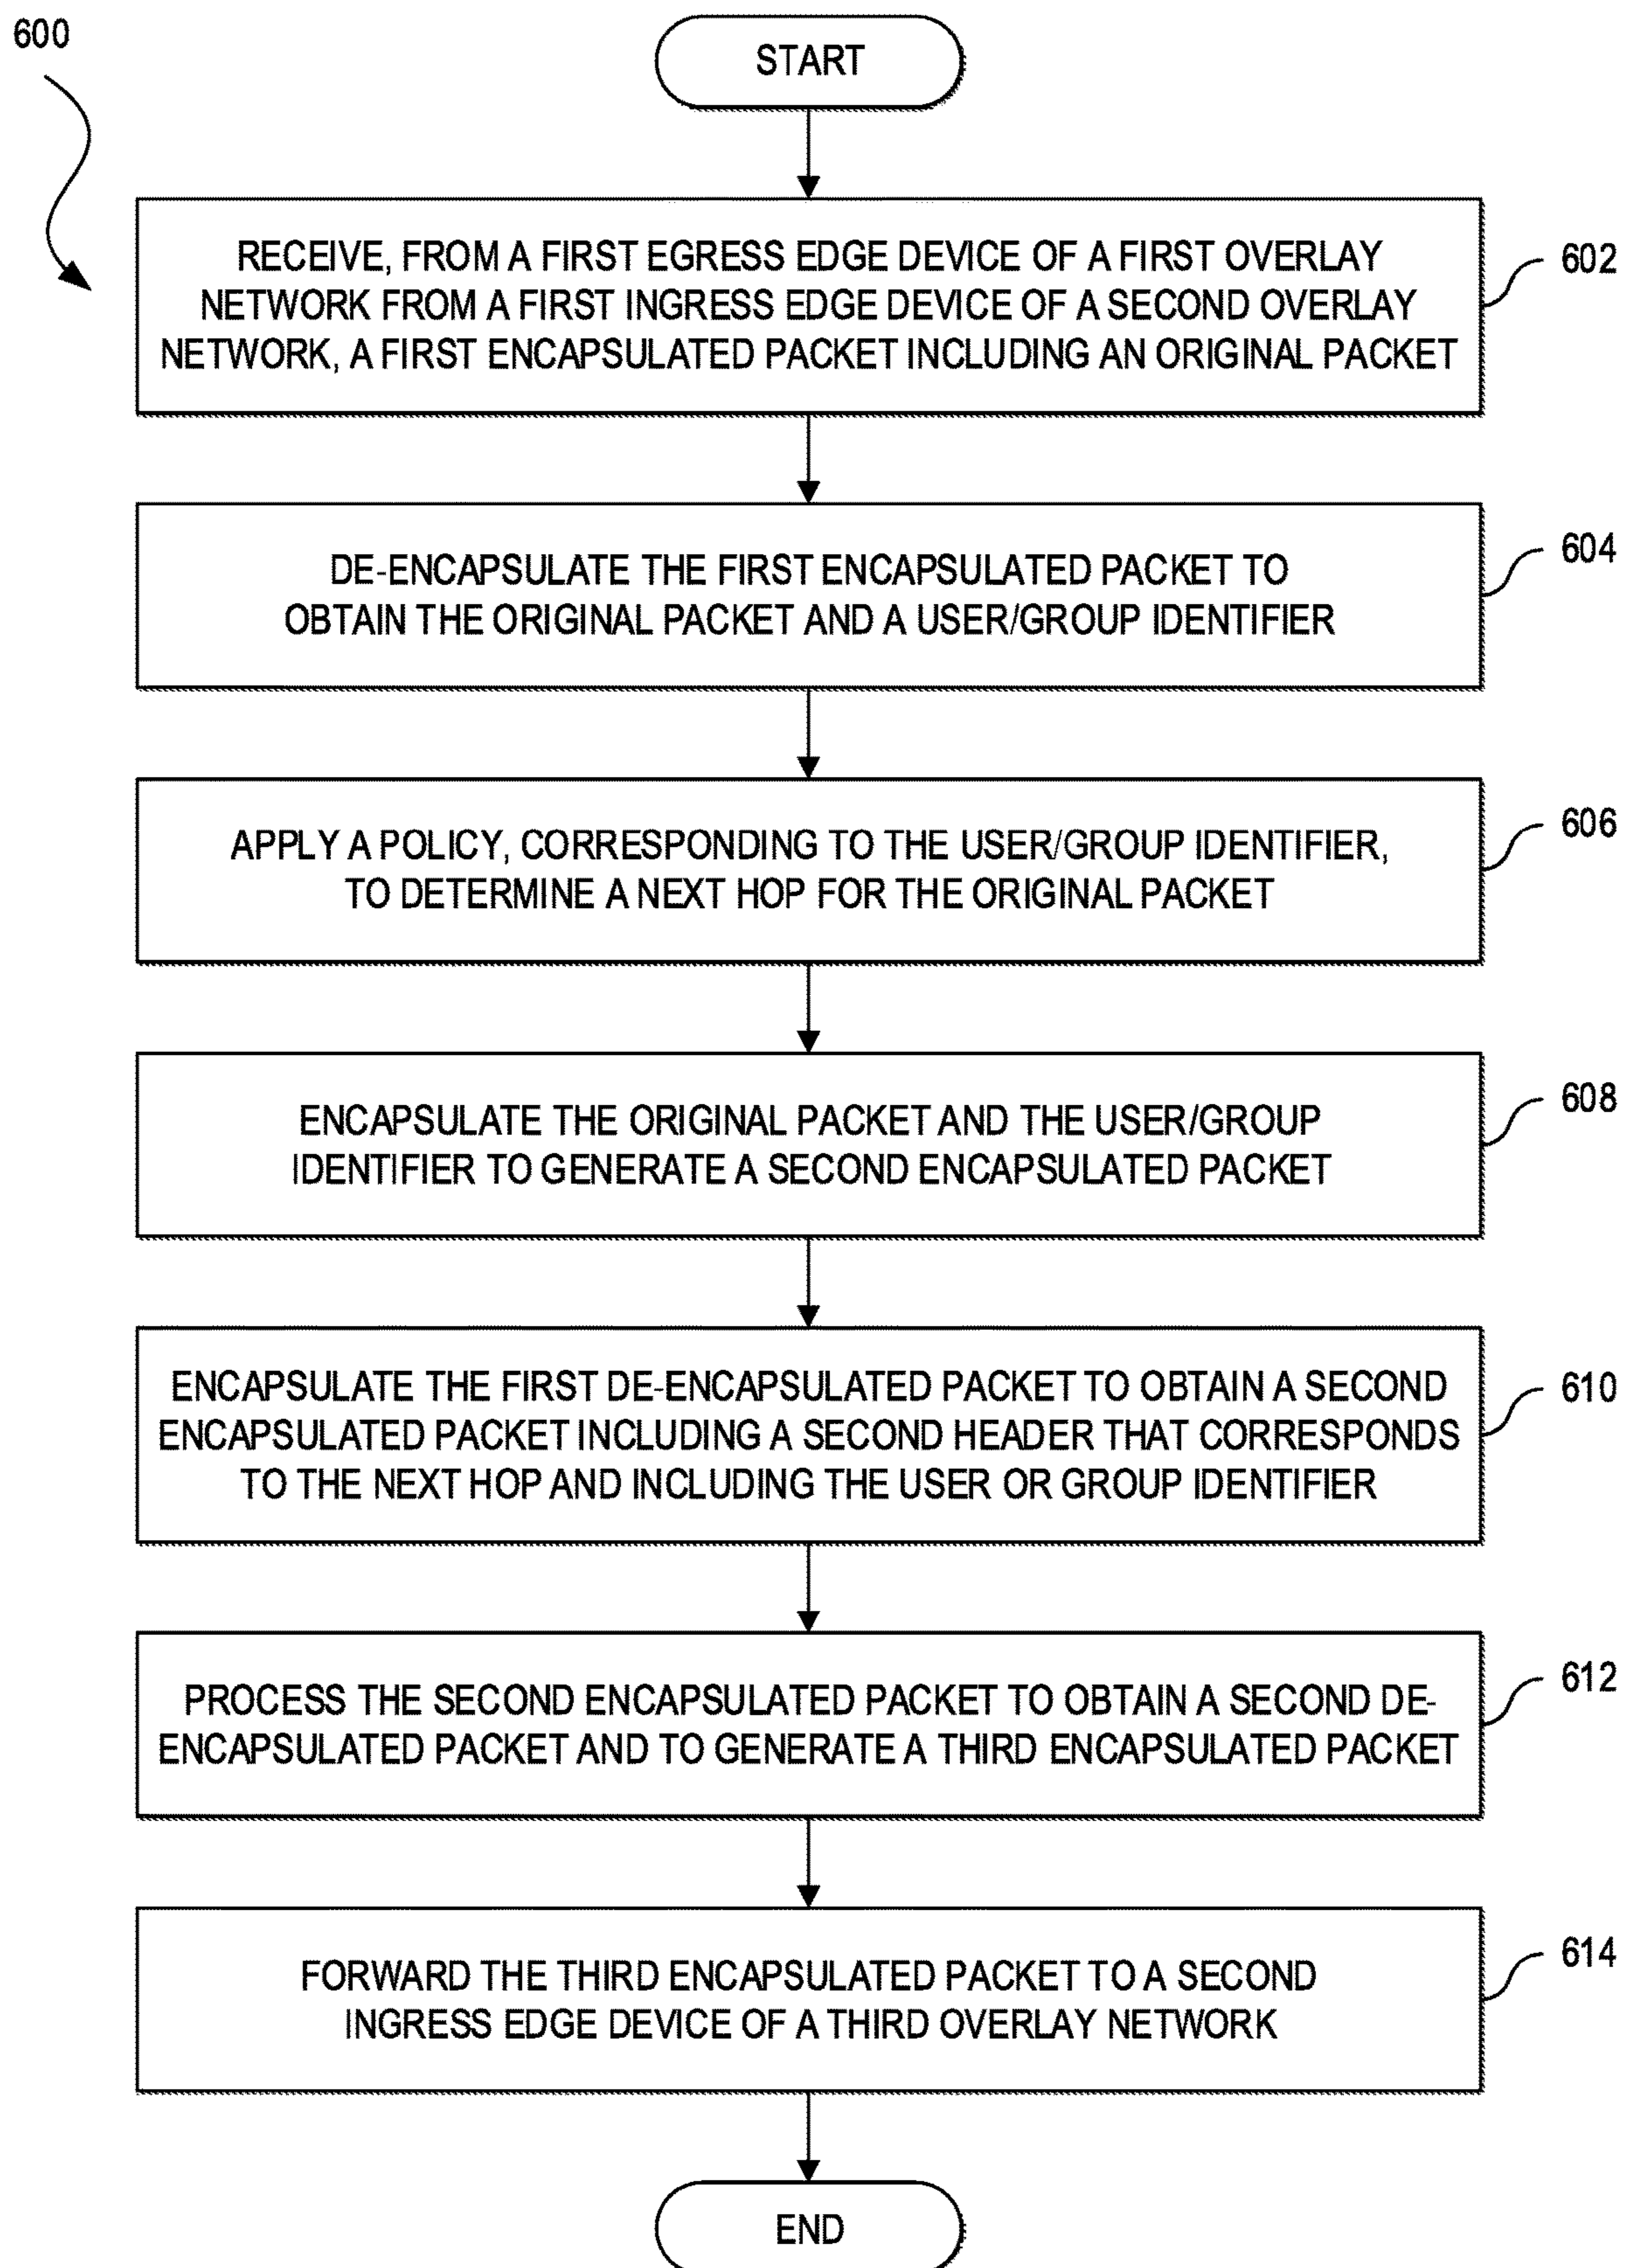 600
START
RECEIVE, FROM A FIRST EGRESS EDGE DEVICE OF A FIRST OVERLAY
NETWORK FROM A FIRST INGRESS EDGE DEVICE OF A SECOND OVERLAY
NETWORK, A FIRST ENCAPSULATED PACKET INCLUDING AN ORIGINAL PACKET
602
DE-ENCAPSULATE THE FIRST ENCAPSULATED PACKET TO
OBTAIN THE ORIGINAL PACKET AND A USER/GROUP IDENTIFIER
604
APPLY A POLICY, CORRESPONDING TO THE USER/GROUP IDENTIFIER,
TO DETERMINE A NEXT HOP FOR THE ORIGINAL PACKET
606
ENCAPSULATE THE ORIGINAL PACKET AND THE USER/GROUP
IDENTIFIER TO GENERATE A SECOND ENCAPSULATED PACKET
608
ENCAPSULATE THE FIRST DE-ENCAPSULATED PACKET TO OBTAIN A SECOND
ENCAPSULATED PACKET INCLUDING A SECOND HEADER THAT CORRESPONDS
TO THE NEXT HOP AND INCLUDING THE USER OR GROUP IDENTIFIER
610
PROCESS THE SECOND ENCAPSULATED PACKET TO OBTAIN A SECOND DE-
ENCAPSULATED PACKET AND TO GENERATE A THIRD ENCAPSULATED PACKET
612
FORWARD THE THIRD ENCAPSULATED PACKET TO A SECOND
INGRESS EDGE DEVICE OF A THIRD OVERLAY NETWORK
614
END